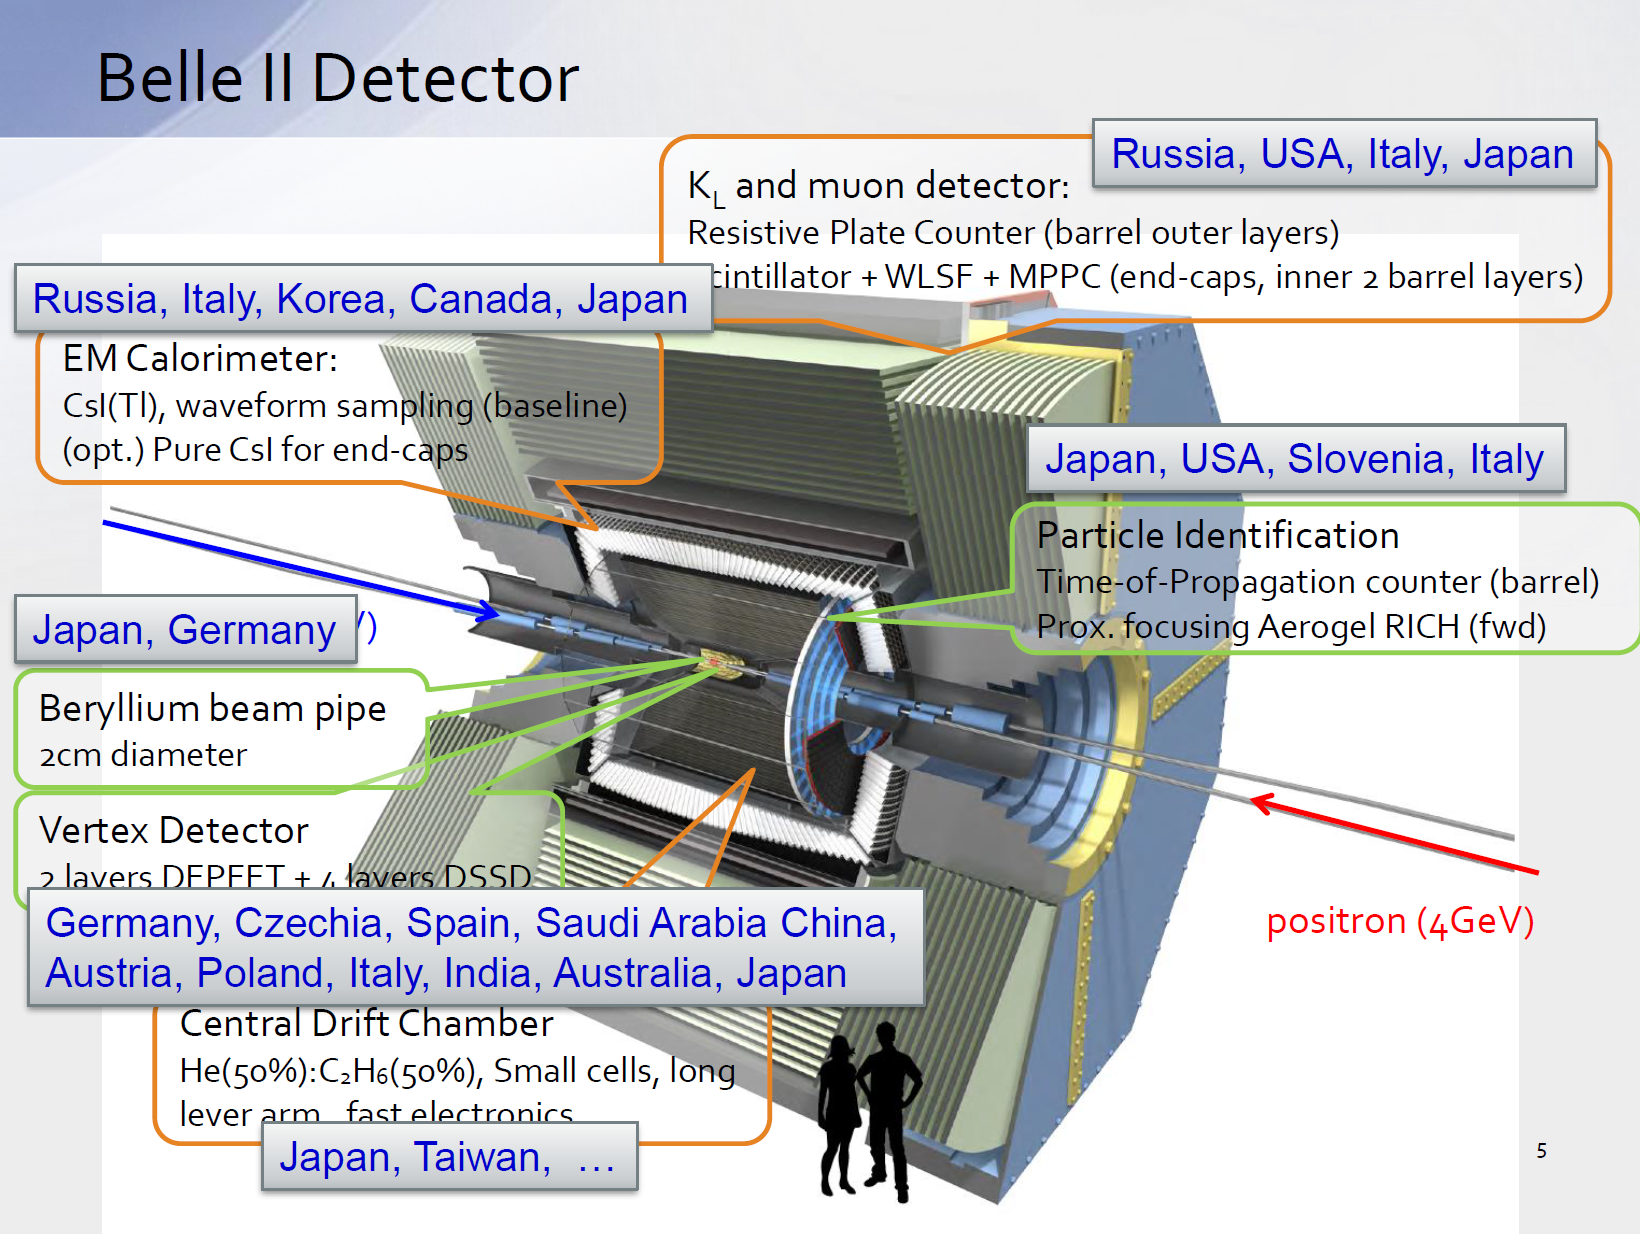 Belle II Detector
Russia, USA, Italy, Japan
KL and muon detector:
Resistive Plate Counter (barrel outer layers)
cintillator + WLSF + MPPC (end-caps, inner 2 barrel layers)
Russia, Italy, Korea, Canada, Japan
EM Calorimeter:
CsI(Tl), waveform sampling (baseline)
(opt.) Pure CsI for end-caps
Japan, USA, Slovenia, Italy
Particle Identification
Time-of-Propagation counter (barrel)
Prox. focusing Aerogel RICH (fwd)
Japan, Germany
Beryllium beam pipe
2cm diameter
Vertex Detector
2 layers DEPFET + 4 layers DSSD
Germany, Czechia, Spain, Saudi Arabia China,
Austria, Poland, Italy, India, Australia, Japan
positron (4GeV)
Central Drift Chamber
He(50%):C₂H₆(50%), Small cells, long
lever arm, fast electronics
Japan, Taiwan, ...
5